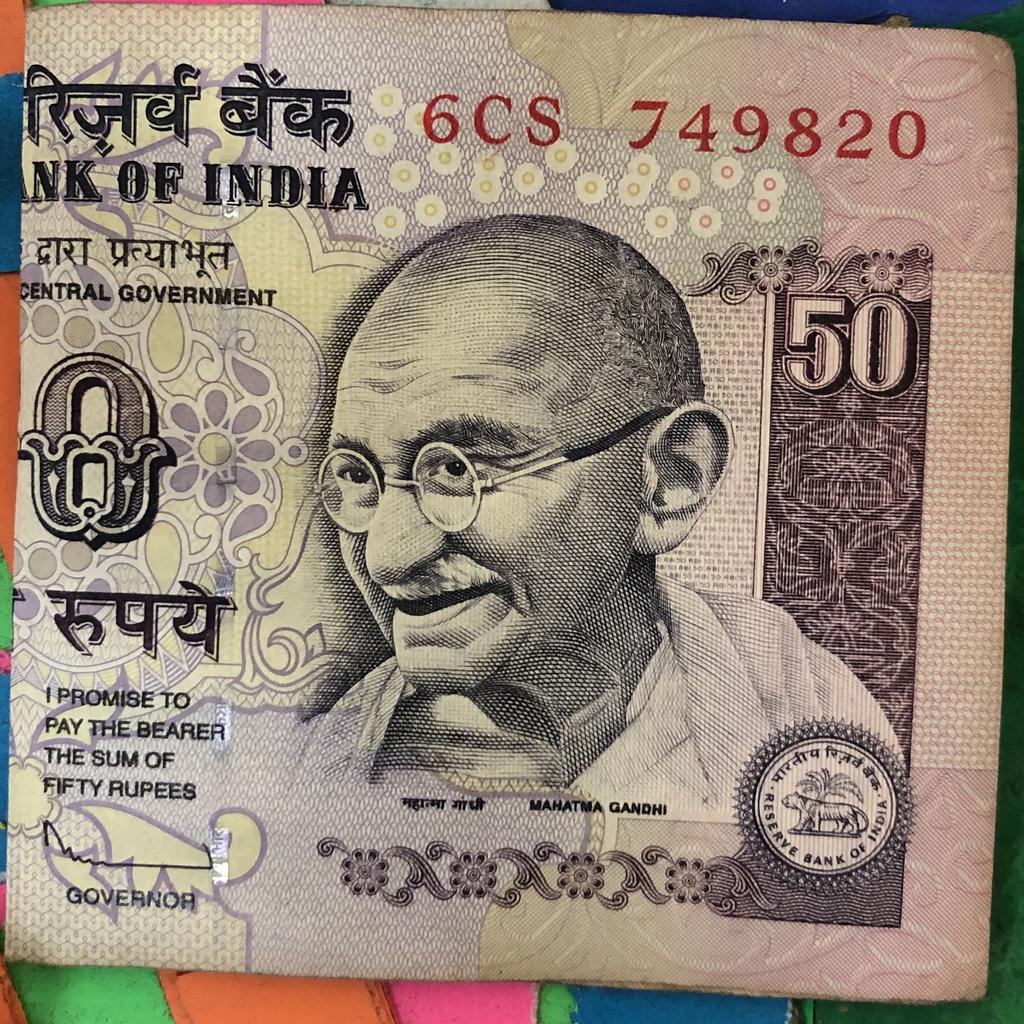 रिज़र्व बैंक
6CS 749820
BANK OF INDIA
द्वारा प्रत्याभूत
CENTRAL GOVERNMENT
50
0
रुपये
I PROMISE TO
PAY THE BEARER
THE SUM OF
FIFTY RUPEES
महात्मा गांधी MAHATMA GANDHI
GOVERNOR
भारतीय रिज़र्व बैंक
RESERVE BANK OF INDIA